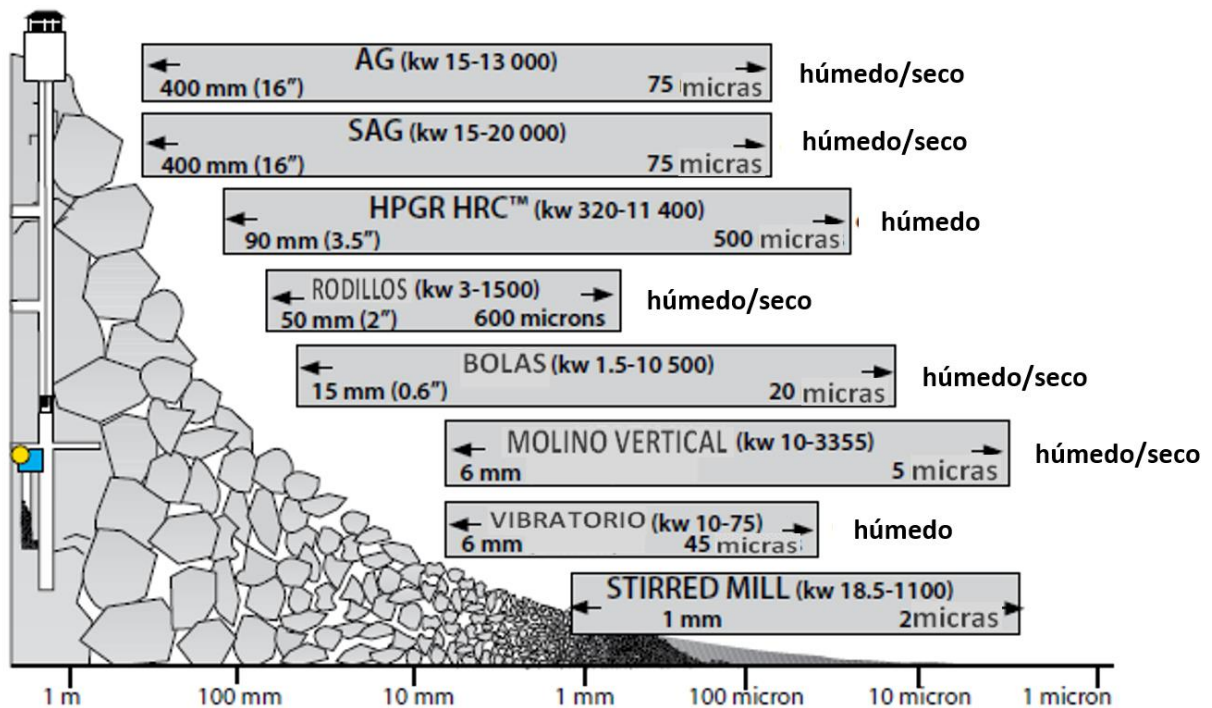 AG (kw 15-13 000)
400 mm (16″) 75 micras
húmedo/seco
SAG (kw 15-20 000)
400 mm (16″) 75 micras
húmedo/seco
HPGR HRC™ (kw 320-11 400)
90 mm (3.5″) 500 micras
húmedo
RODILLOS (kw 3-1500)
50 mm (2″) 600 microns
húmedo/seco
BOLAS (kw 1.5-10 500)
15 mm (0.6″) 20 micras
húmedo/seco
MOLINO VERTICAL (kw 10-3355)
6 mm 5 micras
húmedo/seco
VIBRATORIO (kw 10-75)
6 mm 45 micras
húmedo
STIRRED MILL (kw 18.5-1100)
1 mm 2micras
1 m 100 mm 10 mm 1 mm 100 micron 10 micron 1 micron